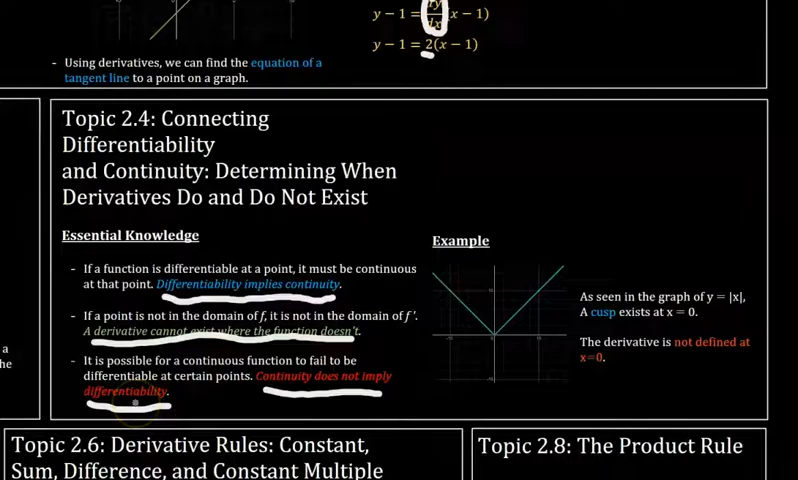 y − 1 = dy/dx (x − 1)
y − 1 = 2(x − 1)
- Using derivatives, we can find the equation of a
tangent line to a point on a graph.
Topic 2.4: Connecting
Differentiability
and Continuity: Determining When
Derivatives Do and Do Not Exist
Essential Knowledge
- If a function is differentiable at a point, it must be continuous
at that point. Differentiability implies continuity.
- If a point is not in the domain of f, it is not in the domain of f '.
A derivative cannot exist where the function doesn't.
- It is possible for a continuous function to fail to be
differentiable at certain points. Continuity does not imply
differentiability.
Example
As seen in the graph of y = |x|,
A cusp exists at x = 0.
The derivative is not defined at
x=0.
a
he
Topic 2.6: Derivative Rules: Constant,
Sum, Difference, and Constant Multiple
Topic 2.8: The Product Rule